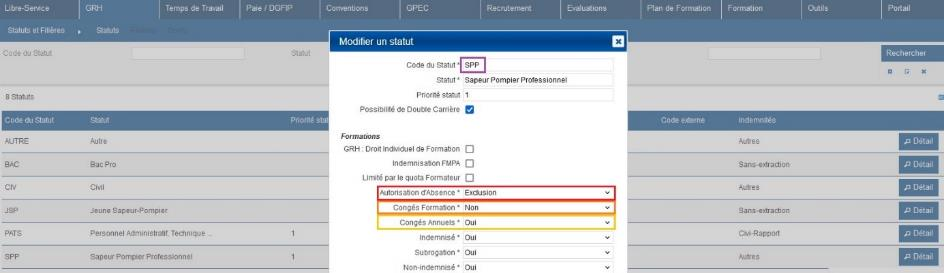 Libre-Service GRH Temps de Travail Paie / DGFIP Conventions GPEC Recrutement Evaluations Plan de Formation Formation Outils Portail
Statuts et Filières Statuts
Code du Statut Statut Rechercher
8 Statuts
Code du Statut Statut Priorité stat Code externe Indemnités
AUTRE Autre Autres Détail
BAC Bac Pro Sans-extraction Détail
CIV Civil Autres Détail
JSP Jeune Sapeur-Pompier Sans-extraction Détail
PATS Personnel Administratif, Technique ... 1 Civi-Rapport Détail
SPP Sapeur Pompier Professionnel 1 Autres Détail
Modifier un statut
Code du Statut * SPP
Statut * Sapeur Pompier Professionnel
Priorité statut 1
Possibilité de Double Carrière
Formations
GRH : Droit Individuel de Formation
Indemnisation FMPA
Limité par le quota Formateur
Autorisation d'Absence * Exclusion
Congés Formation * Non
Congés Annuels * Oui
Indemnisé * Oui
Subrogation * Oui
Non-indemnisé * Oui